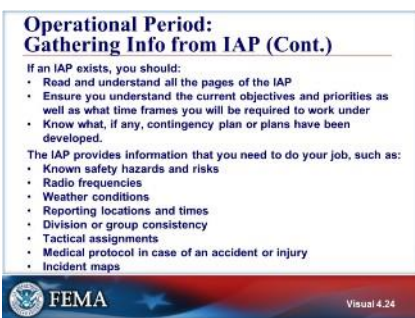 Operational Period:
Gathering Info from IAP (Cont.)
If an IAP exists, you should:
• Read and understand all the pages of the IAP
• Ensure you understand the current objectives and priorities as
well as what time frames you will be required to work under
• Know what, if any, contingency plan or plans have been
developed.
The IAP provides information that you need to do your job, such as:
• Known safety hazards and risks
• Radio frequencies
• Weather conditions
• Reporting locations and times
• Division or group consistency
• Tactical assignments
• Medical protocol in case of an accident or injury
• Incident maps
FEMA
Visual 4.24